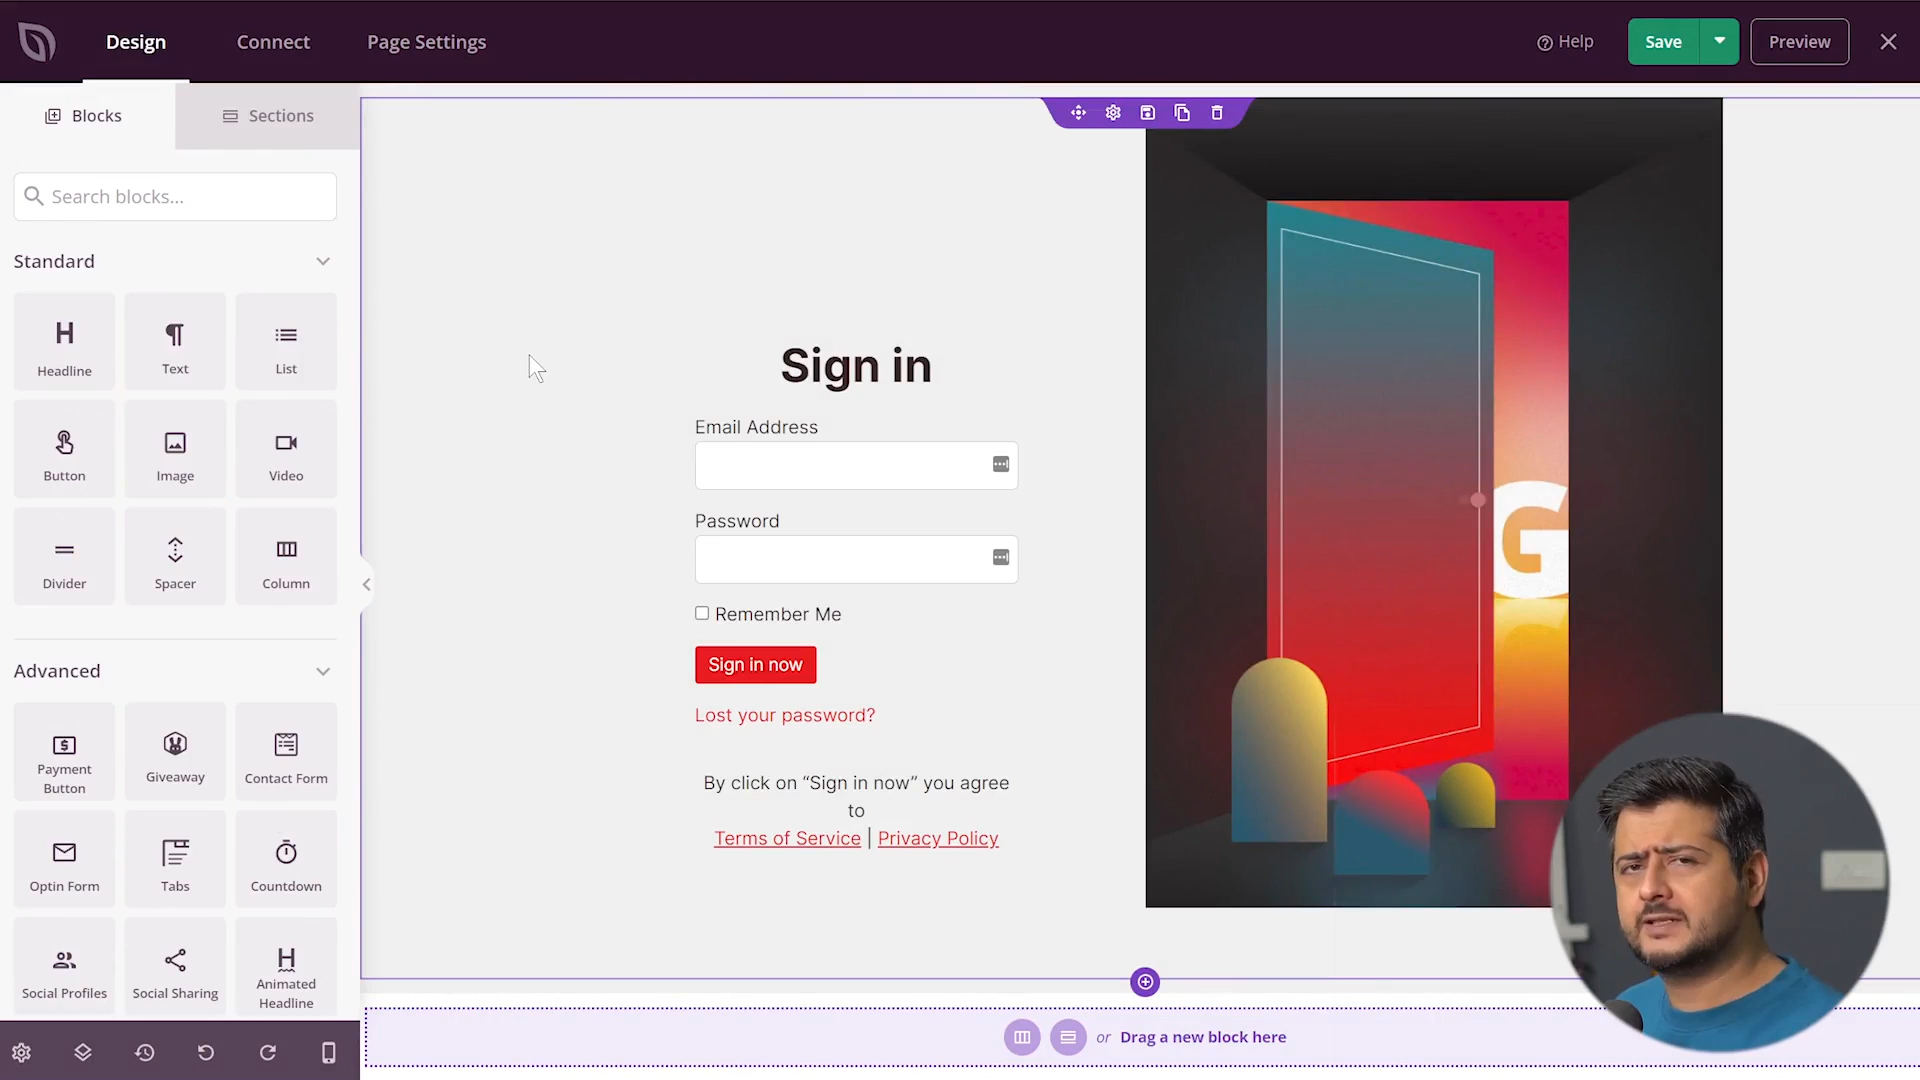 Design
Connect
Page Settings
Help
Save
Preview
Blocks
Sections
Search blocks...
Standard
Headline
Text
List
Button
Image
Video
Divider
Spacer
Column
Advanced
Payment
Button
Giveaway
Contact Form
Optin Form
Tabs
Countdown
Social Profiles
Social Sharing
Animated
Headline
Sign in
Email Address
Password
Remember Me
Sign in now
Lost your password?
By click on “Sign in now” you agree
to
Terms of Service | Privacy Policy
G
or Drag a new block here